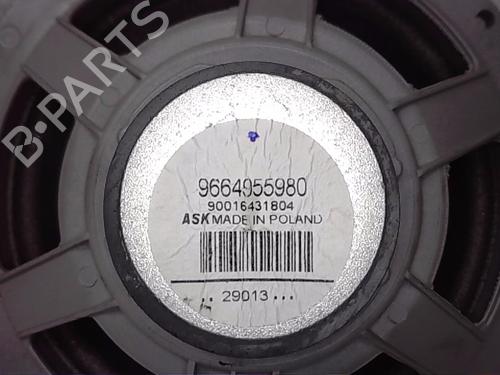 B-PARTS
9664955980
90016431804
ASK MADE IN POLAND
.. 29013 ...